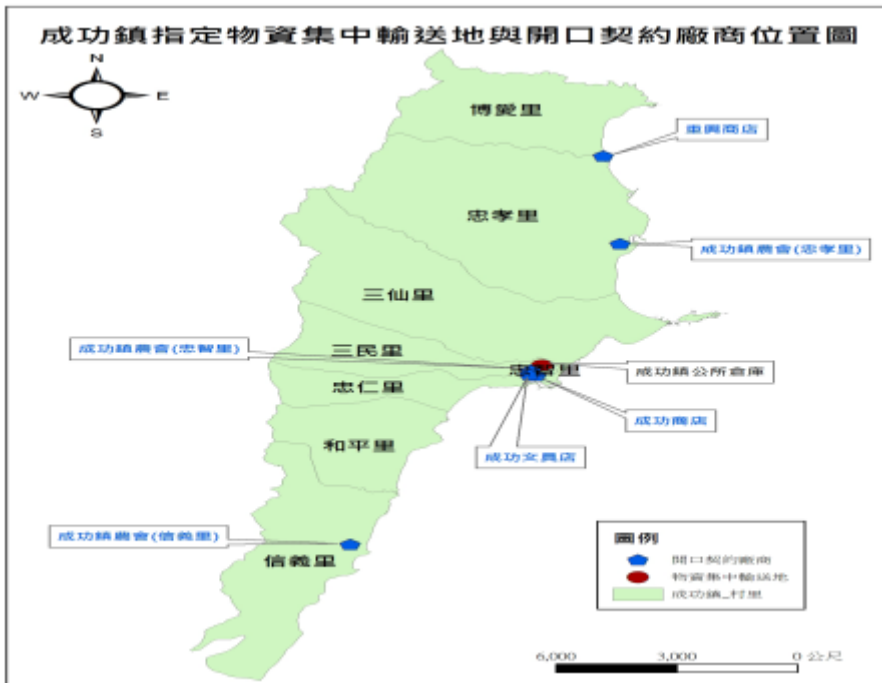 成功鎮指定物資集中輸送地與開口契約廠商位置圖
N
W
E
S
博愛里
重興商店
忠孝里
成功鎮農會(忠孝里)
三仙里
成功鎮農會(忠智里)
三民里
忠智里
成功鎮公所倉庫
忠仁里
成功商店
和平里
成功文具店
成功鎮農會(信義里)
信義里
圖例
開口契約廠商
物資集中輸送地
成功鎮_村里
6,000
3,000
0 公尺